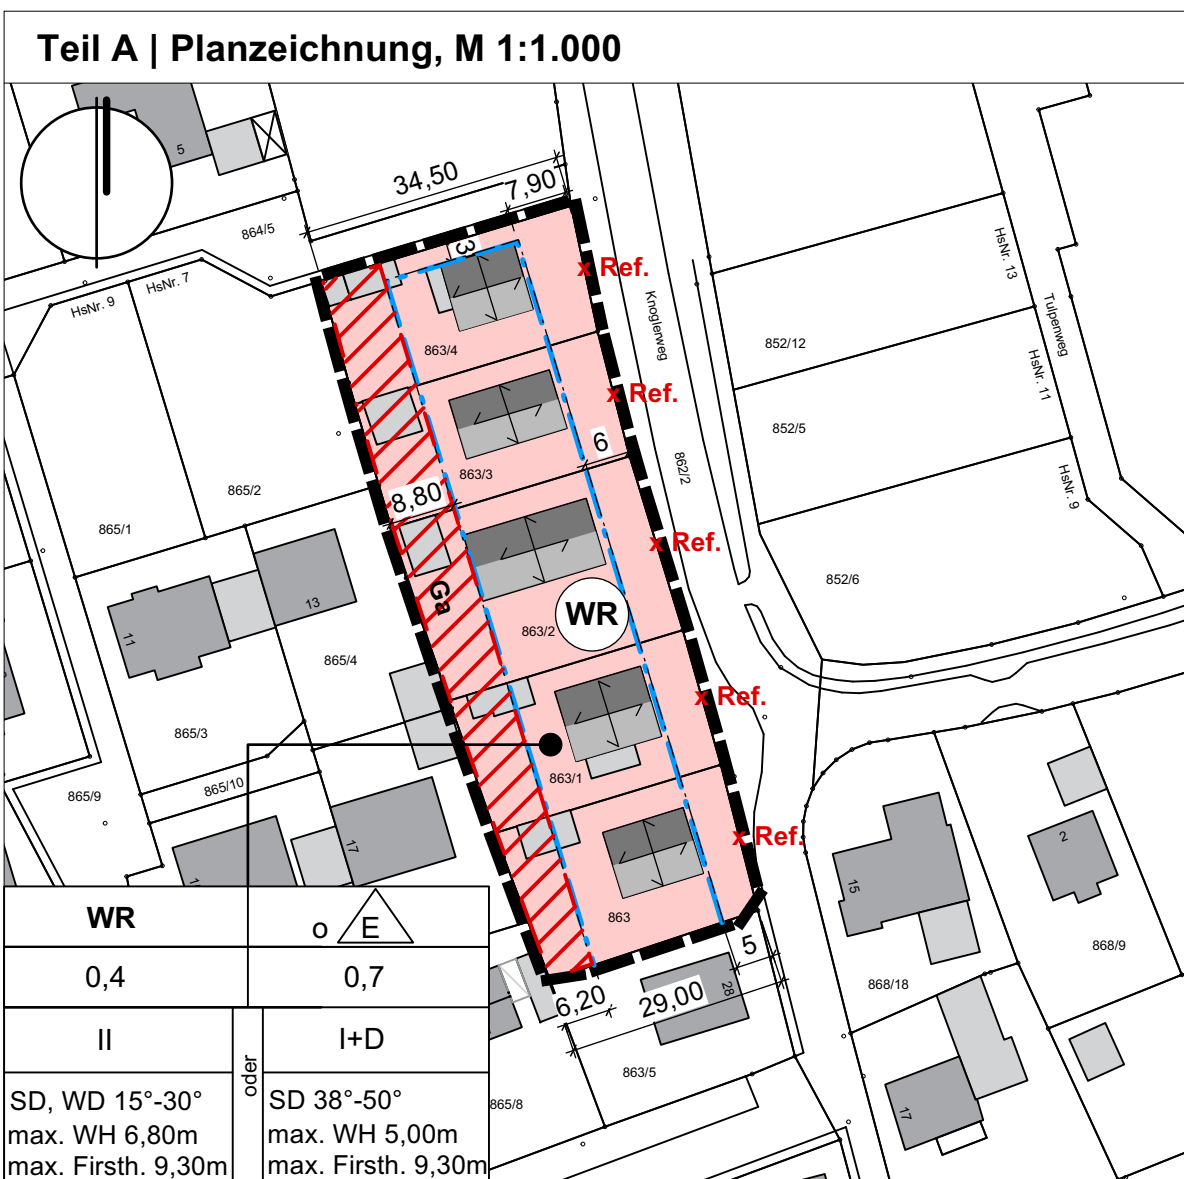 Teil A | Planzeichnung, M 1:1.000
5
34,50
7,90
864/5
3
HsNr. 9
HsNr. 7
x Ref.
Knoglerweg
HsNr. 13
Tulpenweg
863/4
852/12
HsNr. 11
x Ref.
852/5
6
863/3
862/2
HsNr. 9
865/2
8,80
865/1
x Ref.
852/6
Ga
13
11
WR
863/2
865/4
x Ref.
865/3
863/1
865/10
865/9
x Ref.
17
2
15
863
WR
o E
5
868/9
868/18
0,4
0,7
6,20
29,00
28
II
oder
I+D
863/5
865/8
17
SD, WD 15°-30°
max. WH 6,80m
max. Firsth. 9,30m
SD 38°-50°
max. WH 5,00m
max. Firsth. 9,30m